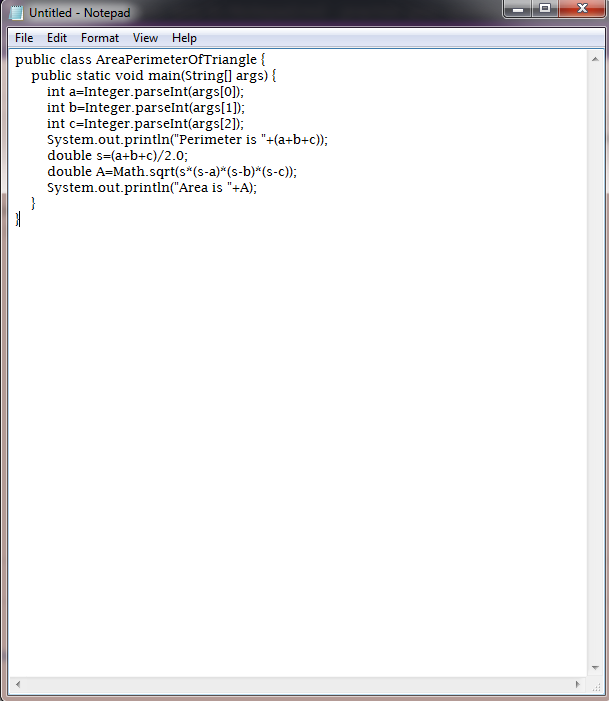 Untitled - Notepad
File Edit Format View Help
public class AreaPerimeterOfTriangle {
    public static void main(String[] args) {
        int a=Integer.parseInt(args[0]);
        int b=Integer.parseInt(args[1]);
        int c=Integer.parseInt(args[2]);
        System.out.println("Perimeter is "+(a+b+c));
        double s=(a+b+c)/2.0;
        double A=Math.sqrt(s*(s-a)*(s-b)*(s-c));
        System.out.println("Area is "+A);
    }
}